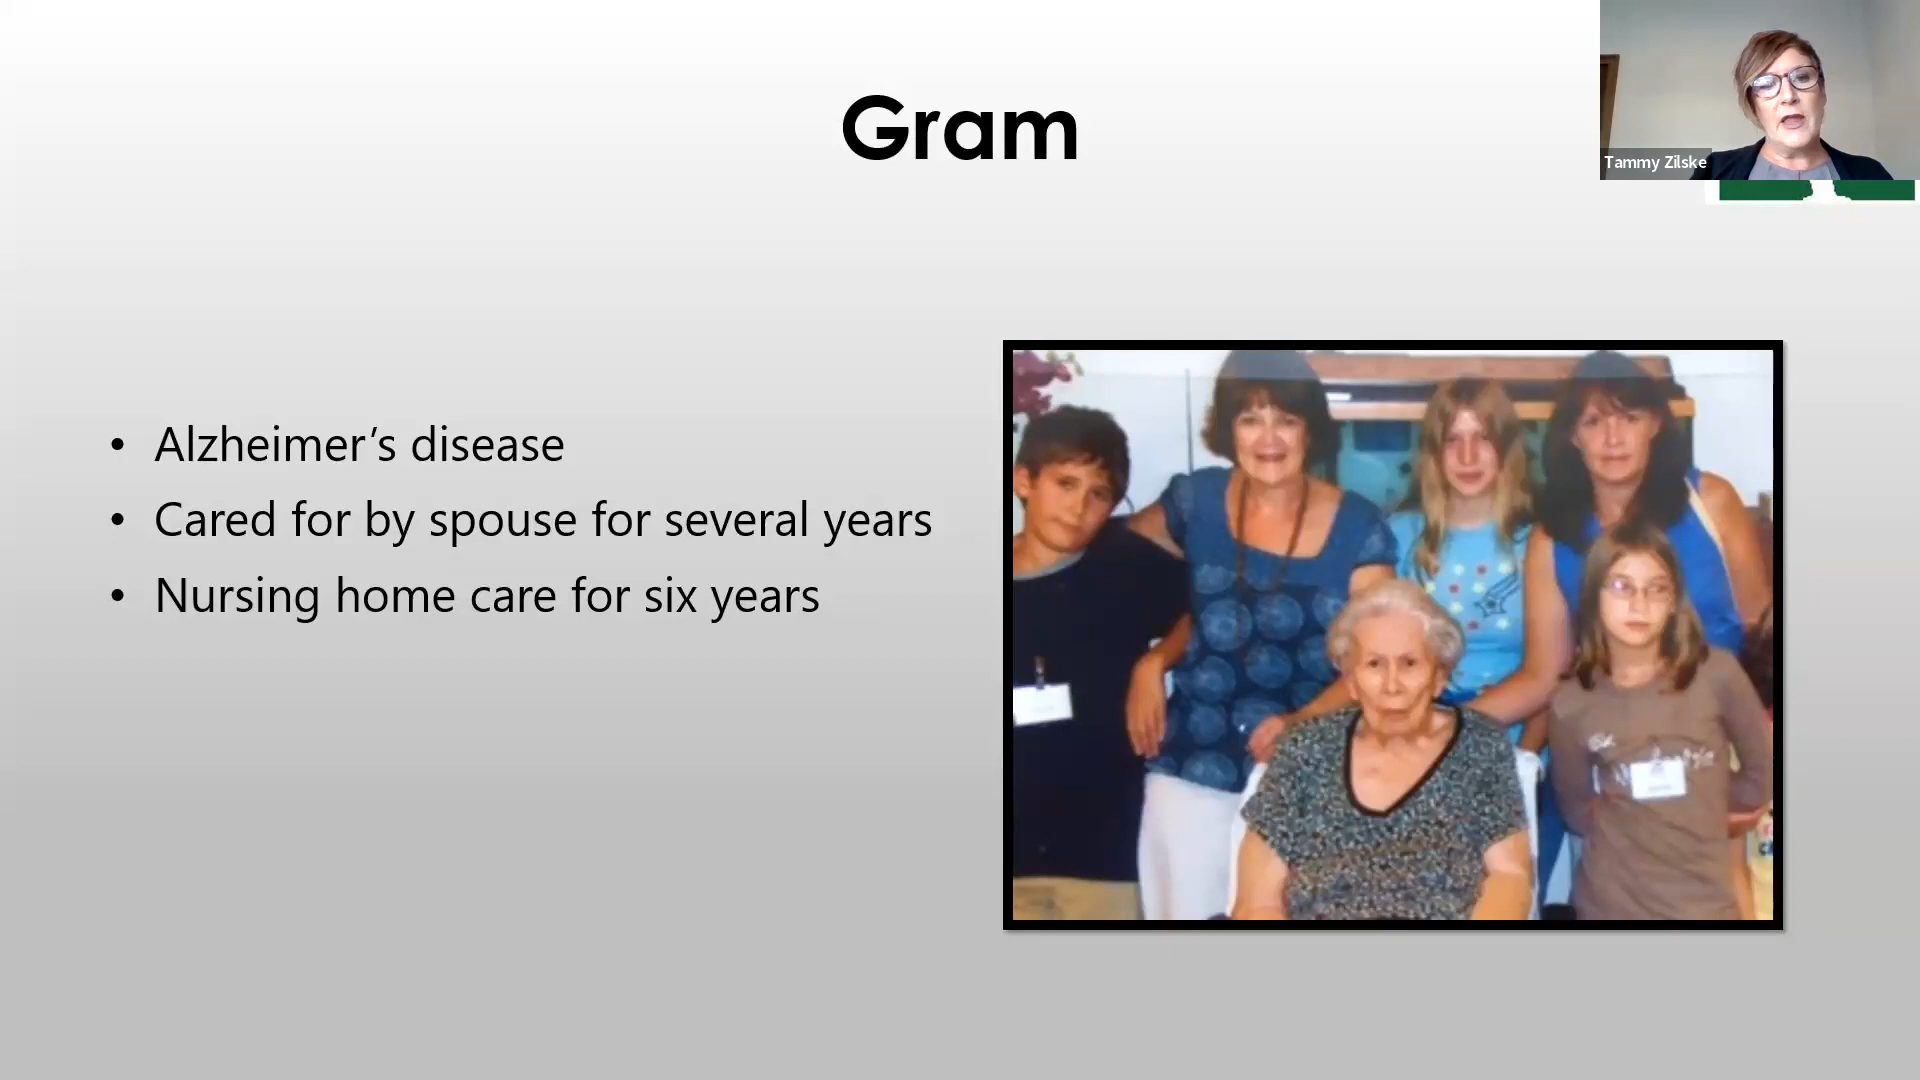 Gram
Tammy Zilske
• Alzheimer’s disease
• Cared for by spouse for several years
• Nursing home care for six years